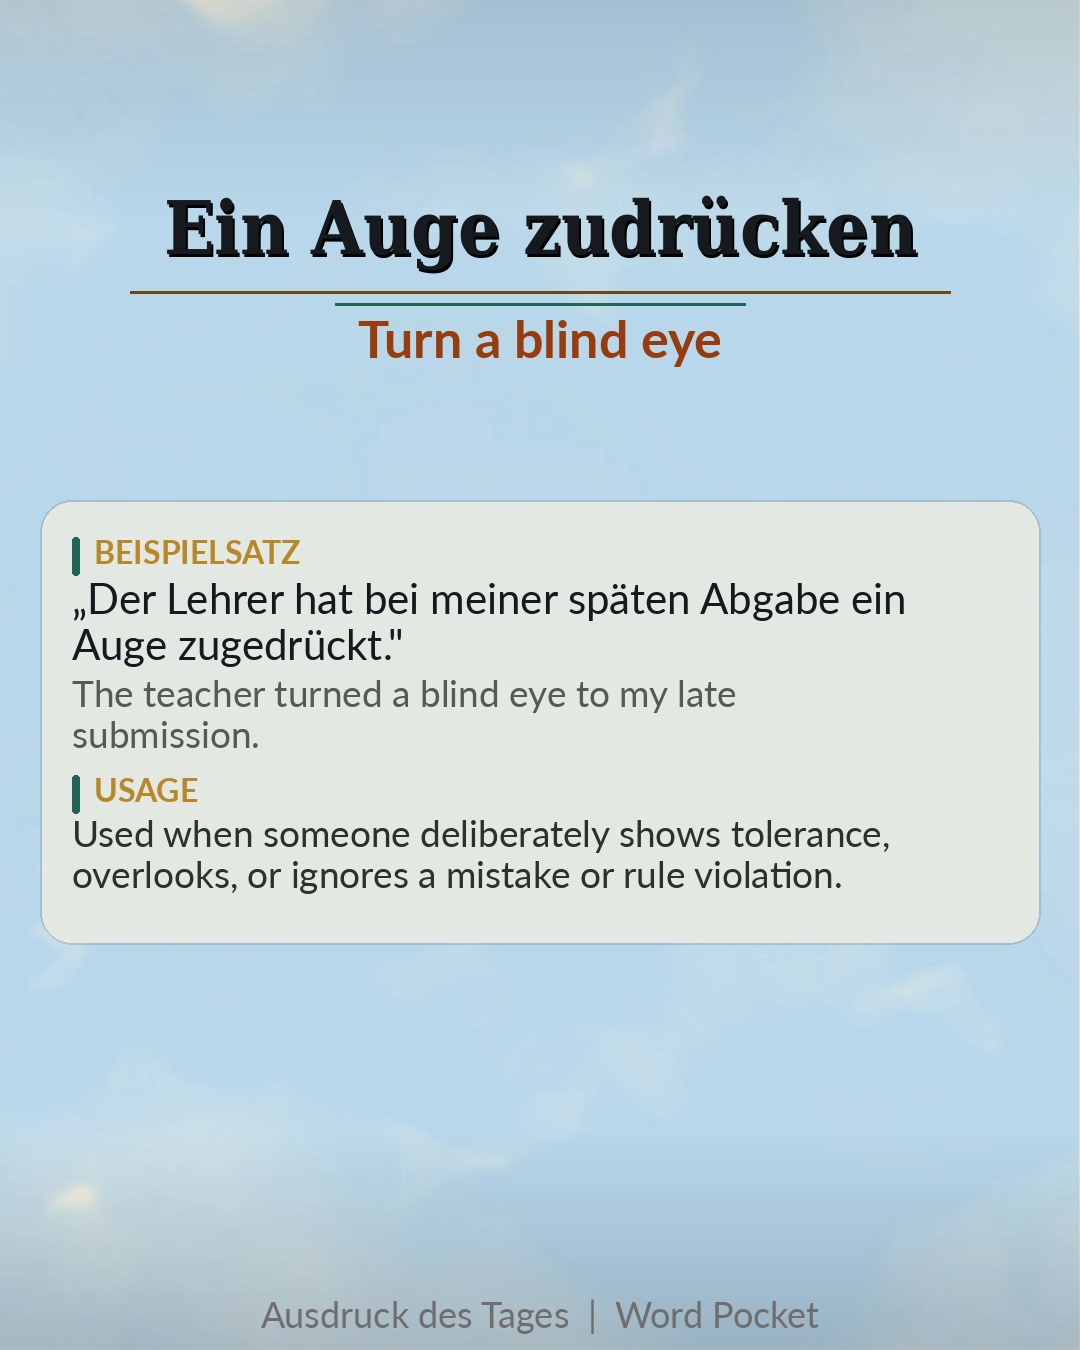 Ein Auge zudrücken
Turn a blind eye
BEISPIELSATZ
„Der Lehrer hat bei meiner späten Abgabe ein
Auge zugedrückt."
The teacher turned a blind eye to my late
submission.
USAGE
Used when someone deliberately shows tolerance,
overlooks, or ignores a mistake or rule violation.
Ausdruck des Tages | Word Pocket